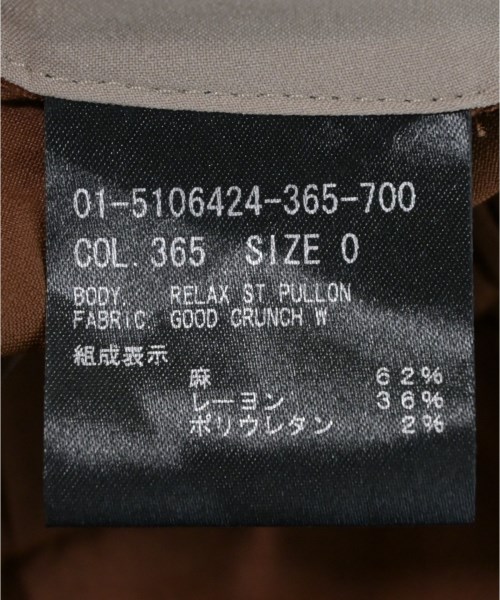 01-5106424-365-700
COL. 365 SIZE 0
BODY. RELAX ST PULLON
FABRIC. GOOD CRUNCH W
組成表示
麻 62%
レーヨン 36%
ポリウレタン 2%